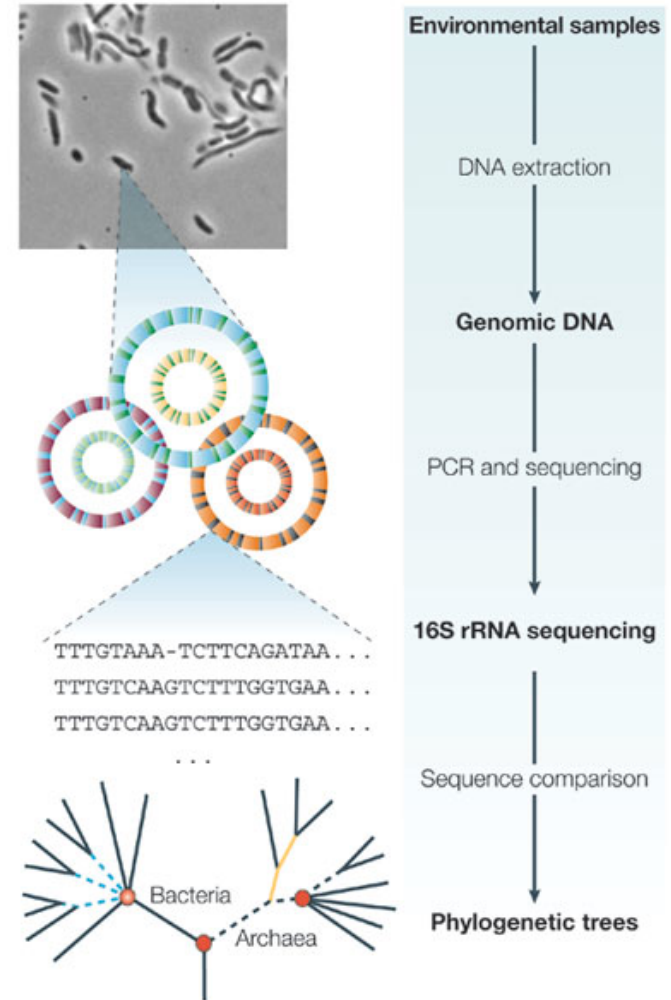 Environmental samples
DNA extraction
Genomic DNA
PCR and sequencing
16S rRNA sequencing
TTTGTAAA-TCTTCAGATAA...
TTTGTCAAGTCTTTGGTGAA...
TTTGTCAAGTCTTTGGTGAA...
...
Sequence comparison
Bacteria
Archaea
Phylogenetic trees